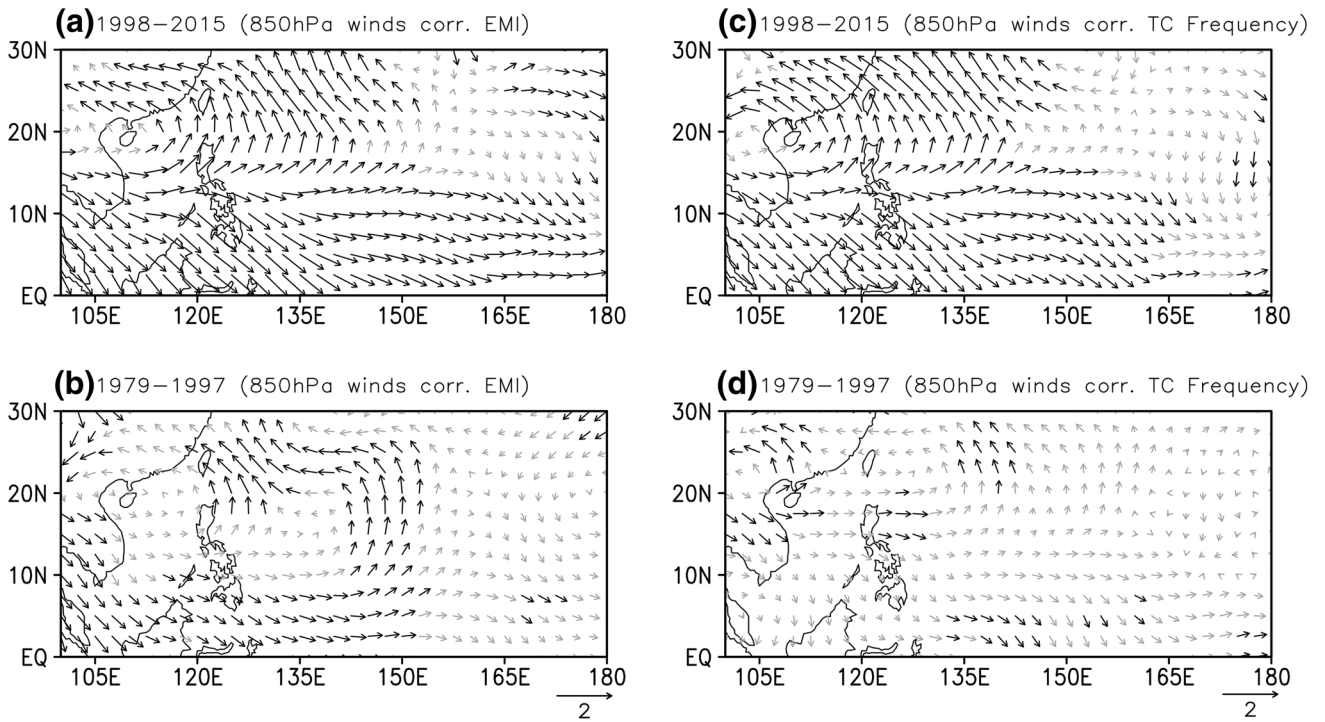 (a)1998−2015 (850hPa winds corr. EMI)
30N
20N
10N
EQ
105E 120E 135E 150E 165E 180
(c)1998−2015 (850hPa winds corr. TC Frequency)
30N
20N
10N
EQ
105E 120E 135E 150E 165E 180
(b)1979−1997 (850hPa winds corr. EMI)
30N
20N
10N
EQ
105E 120E 135E 150E 165E 180
2
(d)1979−1997 (850hPa winds corr. TC Frequency)
30N
20N
10N
EQ
105E 120E 135E 150E 165E 180
2